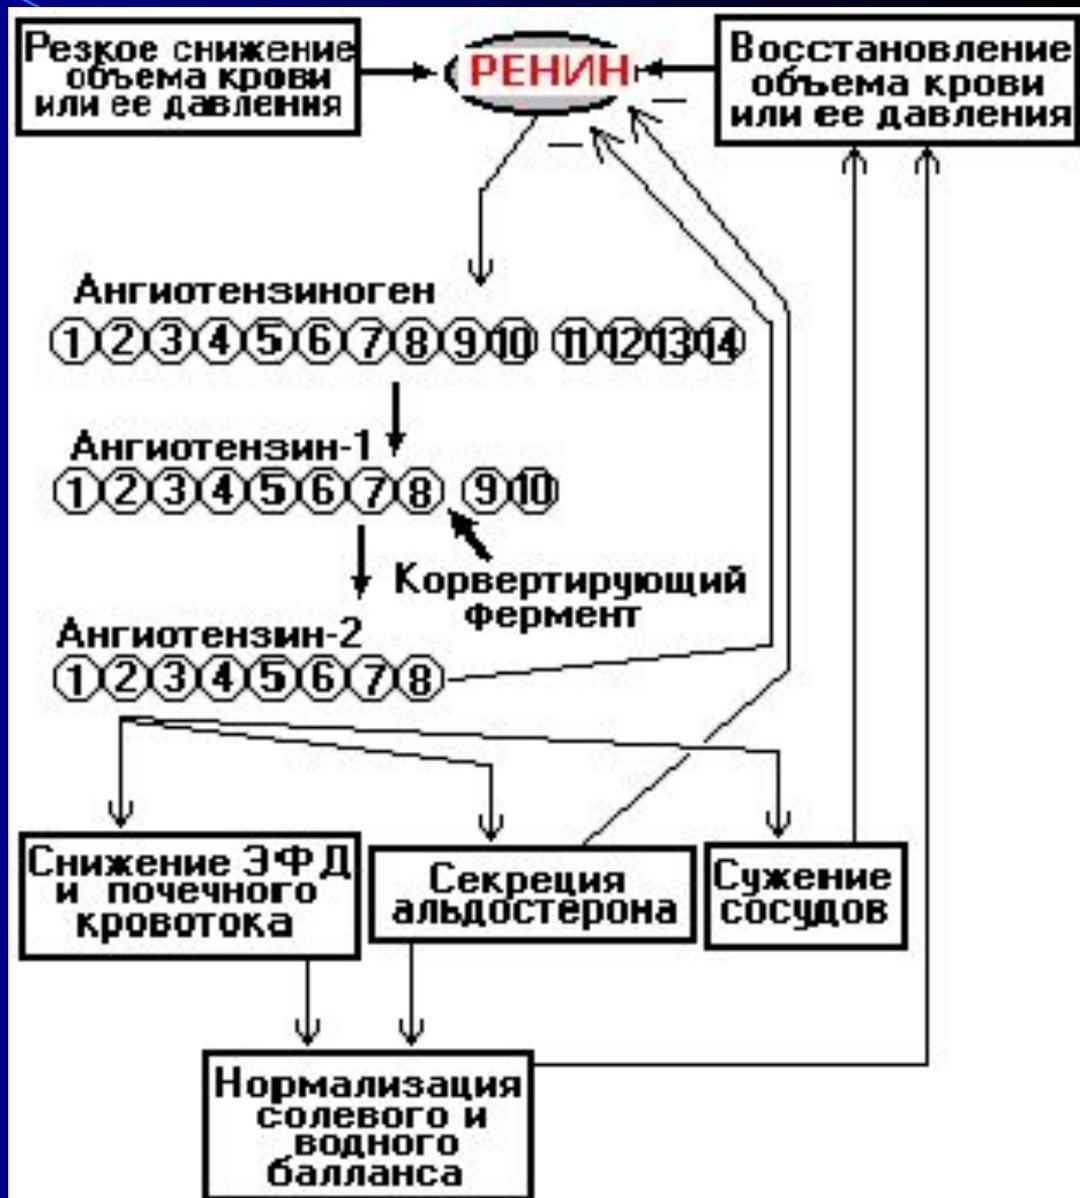 Резкое снижение
объема крови
или ее давления
РЕНИН
Восстановление
объема крови
или ее давления
—
—
Ангиотензиноген
1 2 3 4 5 6 7 8 9 10 11 12 13 14
Ангиотензин-1
1 2 3 4 5 6 7 8 9 10
Корвертирующий
фермент
Ангиотензин-2
1 2 3 4 5 6 7 8
Снижение ЭФД
и почечного
кровотока
Секреция
альдостерона
Сужение
сосудов
Нормализация
солевого и
водного
балланса